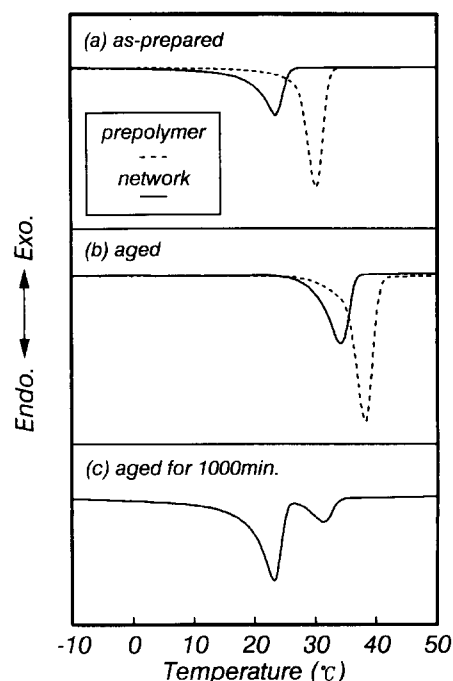 (a) as-prepared
prepolymer
network
(b) aged
(c) aged for 1000min.
Endo. Exo.
-10 0 10 20 30 40 50
Temperature (℃)